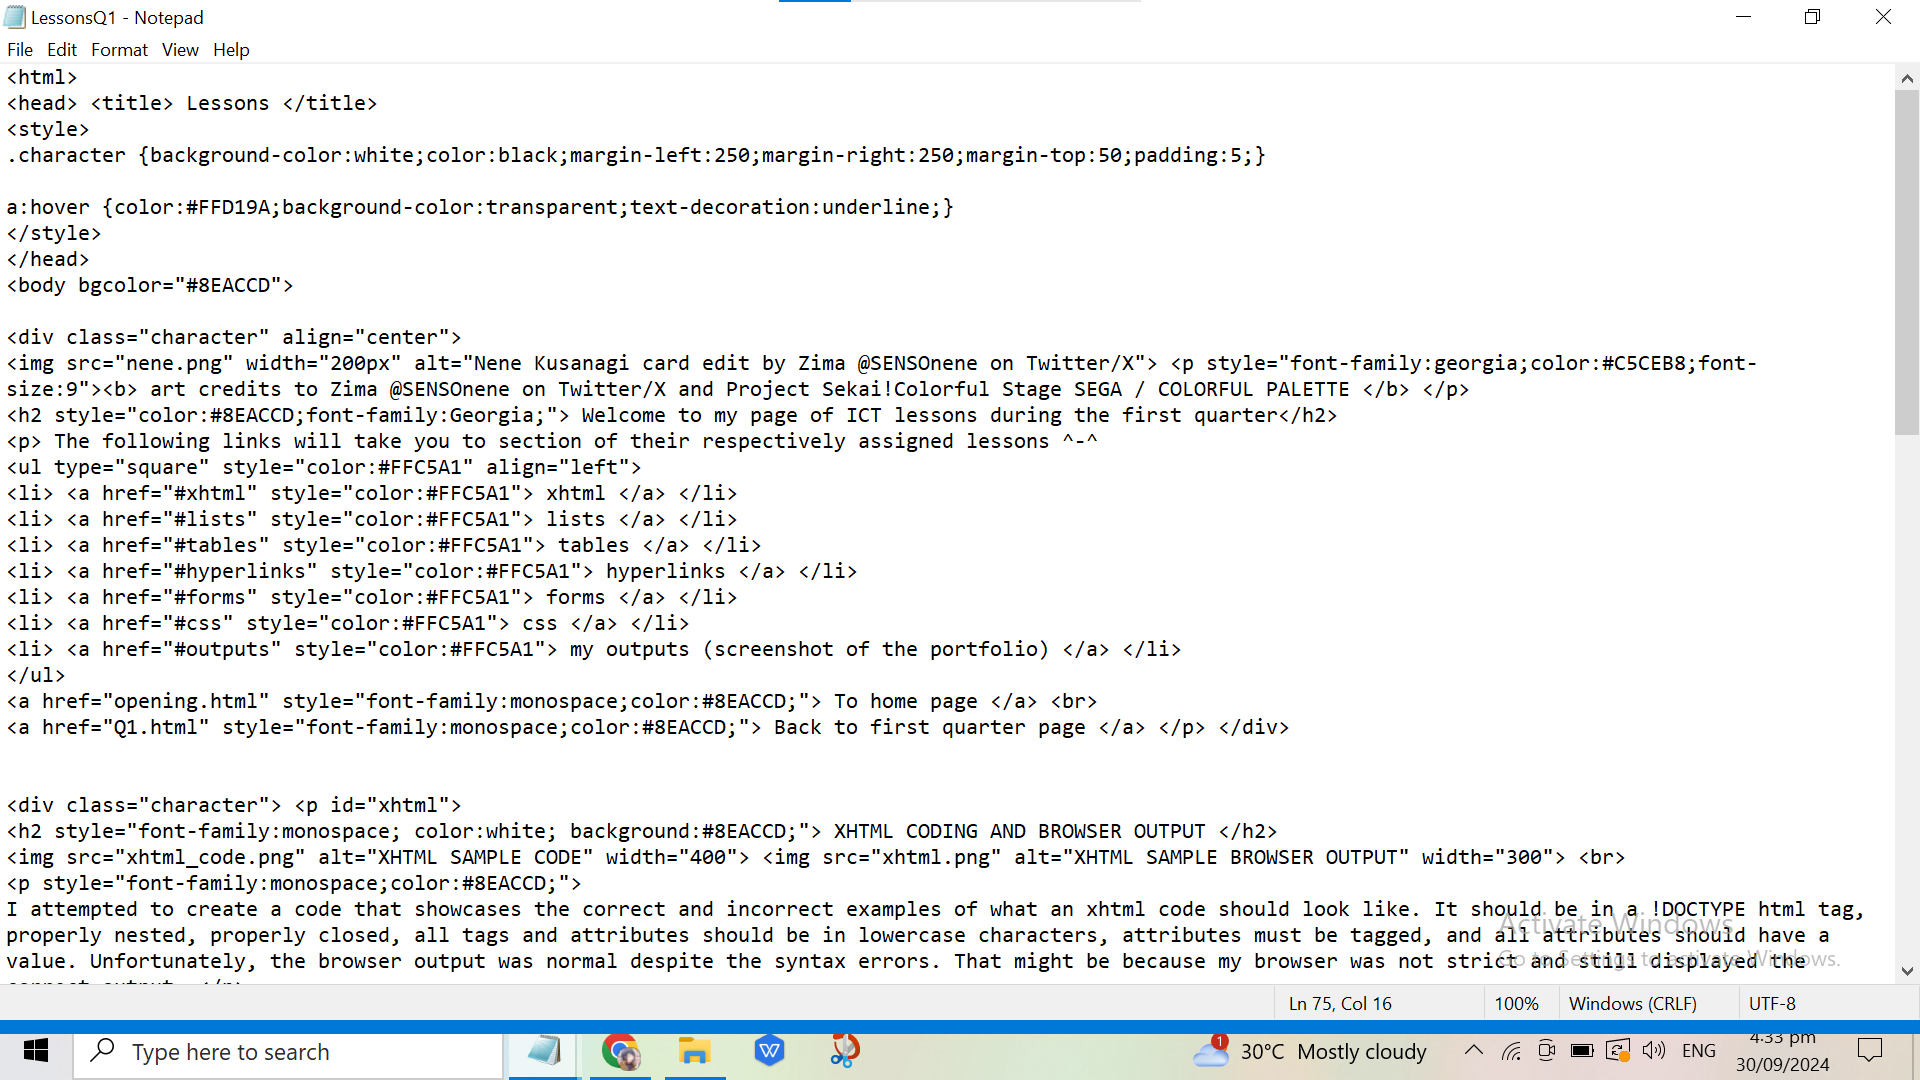 LessonsQ1 - Notepad
File Edit Format View Help
<html>
<head> <title> Lessons </title>
<style>
.character {background-color:white;color:black;margin-left:250;margin-right:250;margin-top:50;padding:5;}
a:hover {color:#FFD19A;background-color:transparent;text-decoration:underline;}
</style>
</head>
<body bgcolor="#8EACCD">
<div class="character" align="center">
<img src="nene.png" width="200px" alt="Nene Kusanagi card edit by Zima @SENSOnene on Twitter/X"> <p style="font-family:georgia;color:#C5CEB8;font-
size:9"><b> art credits to Zima @SENSOnene on Twitter/X and Project Sekai!Colorful Stage SEGA / COLORFUL PALETTE </b> </p>
<h2 style="color:#8EACCD;font-family:Georgia;"> Welcome to my page of ICT lessons during the first quarter</h2>
<p> The following links will take you to section of their respectively assigned lessons ^-^
<ul type="square" style="color:#FFC5A1" align="left">
<li> <a href="#xhtml" style="color:#FFC5A1"> xhtml </a> </li>
<li> <a href="#lists" style="color:#FFC5A1"> lists </a> </li>
<li> <a href="#tables" style="color:#FFC5A1"> tables </a> </li>
<li> <a href="#hyperlinks" style="color:#FFC5A1"> hyperlinks </a> </li>
<li> <a href="#forms" style="color:#FFC5A1"> forms </a> </li>
<li> <a href="#css" style="color:#FFC5A1"> css </a> </li>
<li> <a href="#outputs" style="color:#FFC5A1"> my outputs (screenshot of the portfolio) </a> </li>
</ul>
<a href="opening.html" style="font-family:monospace;color:#8EACCD;"> To home page </a> <br>
<a href="Q1.html" style="font-family:monospace;color:#8EACCD;"> Back to first quarter page </a> </p> </div>
<div class="character"> <p id="xhtml">
<h2 style="font-family:monospace; color:white; background:#8EACCD;"> XHTML CODING AND BROWSER OUTPUT </h2>
<img src="xhtml_code.png" alt="XHTML SAMPLE CODE" width="400"> <img src="xhtml.png" alt="XHTML SAMPLE BROWSER OUTPUT" width="300"> <br>
<p style="font-family:monospace;color:#8EACCD;">
I attempted to create a code that showcases the correct and incorrect examples of what an xhtml code should look like. It should be in a !DOCTYPE html tag,
properly nested, properly closed, all tags and attributes should be in lowercase characters, attributes must be tagged, and all attributes should have a
value. Unfortunately, the browser output was normal despite the syntax errors. That might be because my browser was not strict and still displayed the
Activate Windows
Go to Settings to activate Windows.
Ln 75, Col 16 100% Windows (CRLF) UTF-8
Type here to search
1
30°C Mostly cloudy
ENG
4:33 pm
30/09/2024